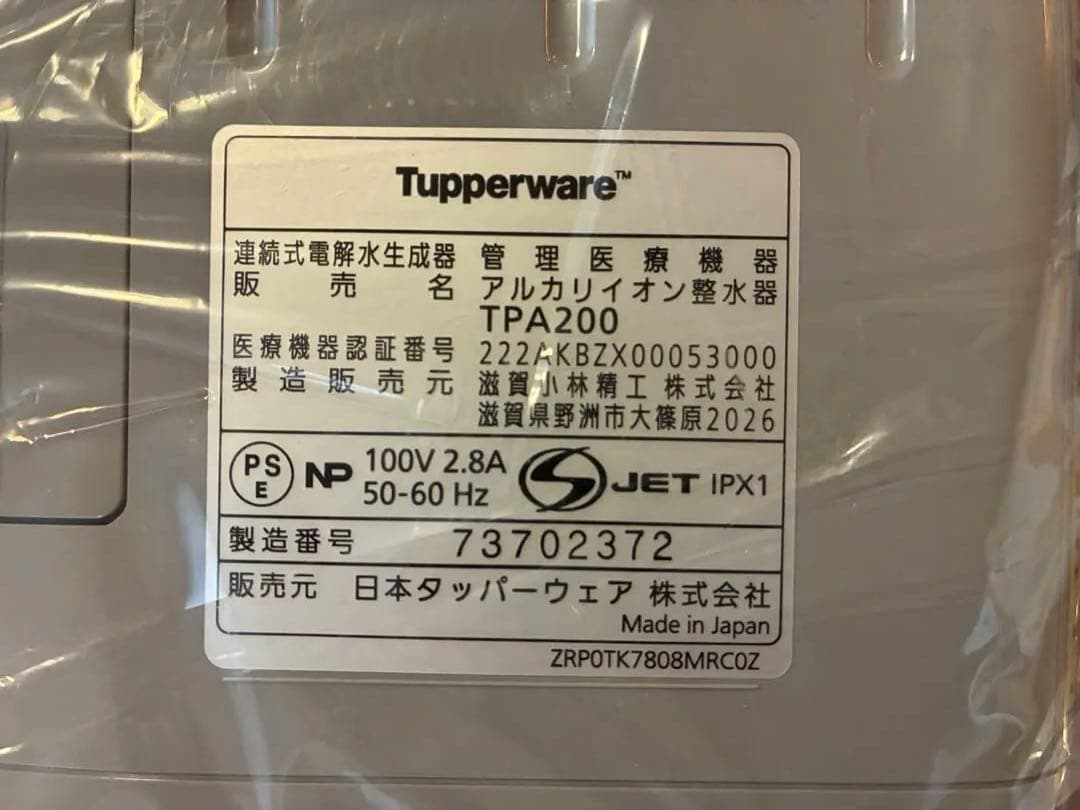 Tupperware™
連続式電解水生成器 管理医療機器
販売名 アルカリイオン整水器
TPA200
医療機器認証番号 222AKBZX00053000
製造販売元 滋賀小林精工 株式会社
滋賀県野洲市大篠原2026
PSE NP 100V 2.8A JET IPX1
50-60 Hz
製造番号 73702372
販売元 日本タッパーウェア 株式会社
Made in Japan
ZRP0TK7808MRC0Z